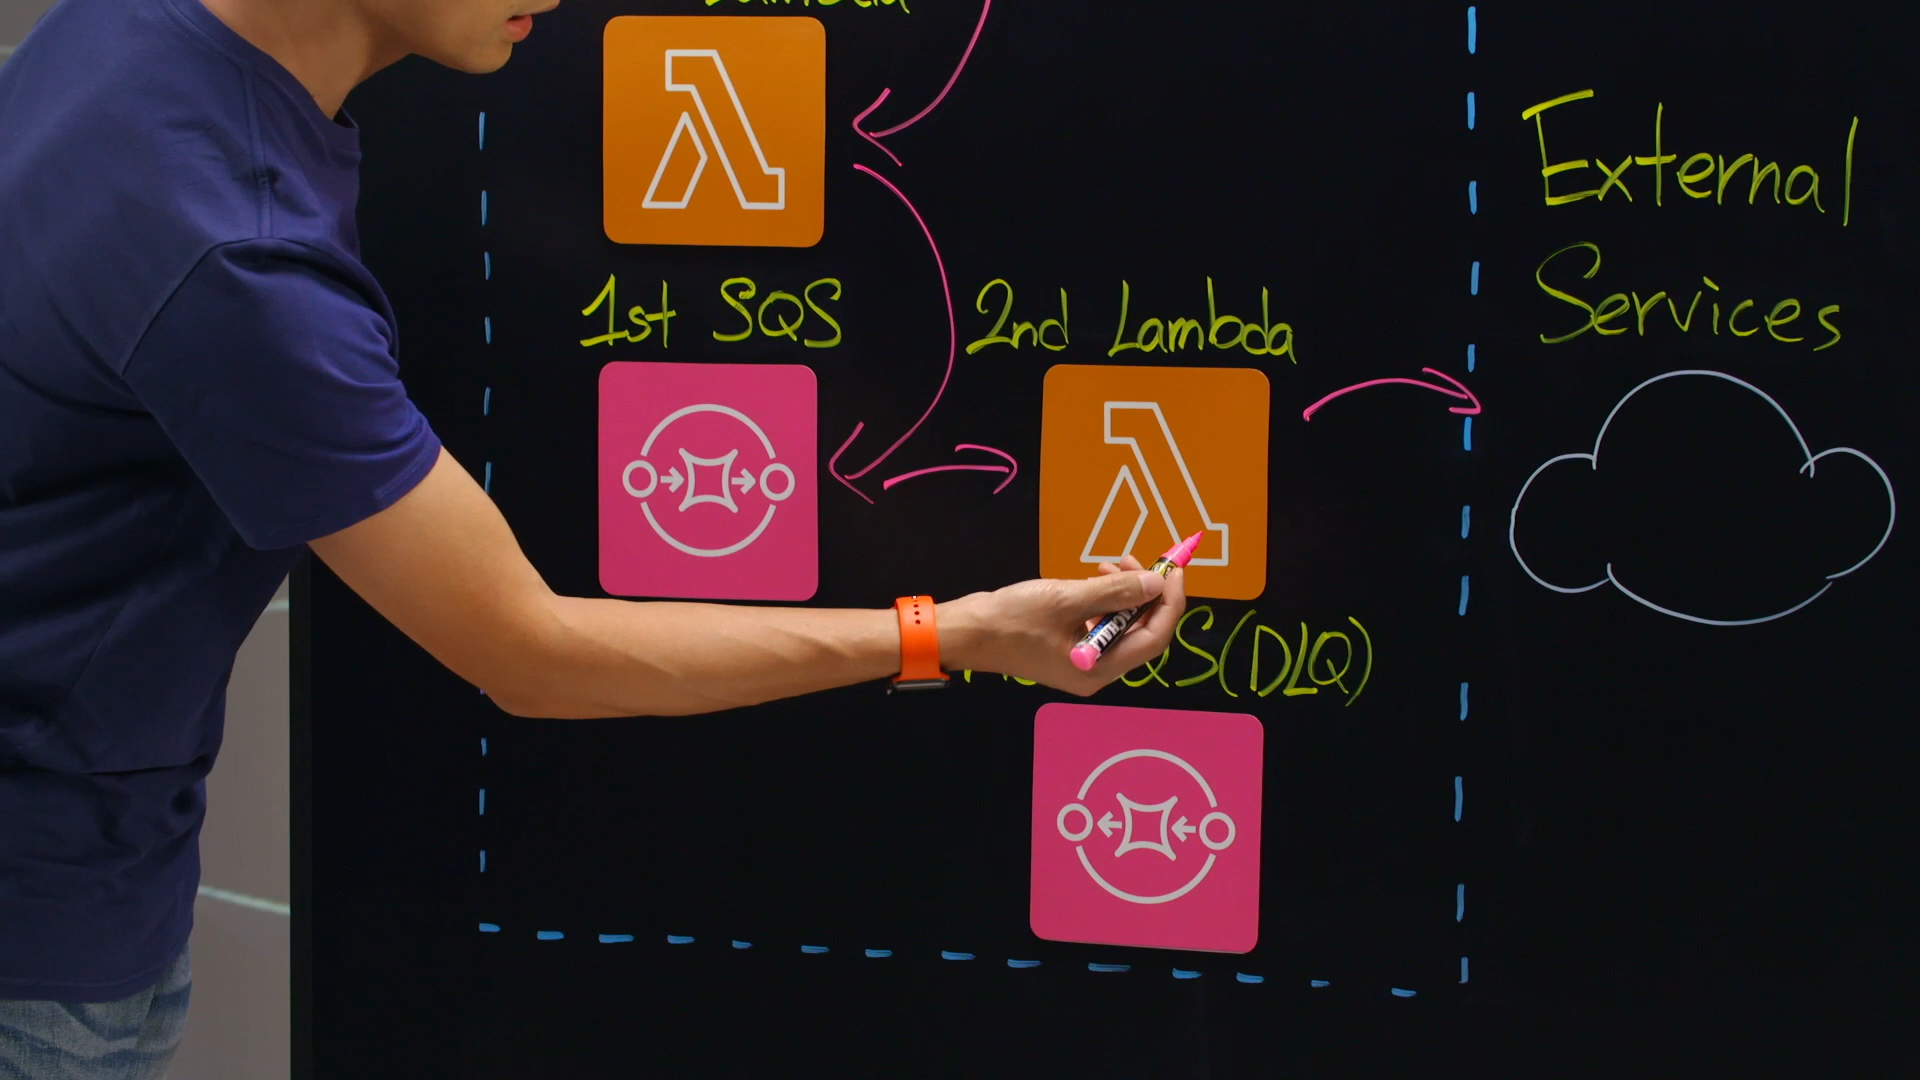 1st SQS
2nd Lambda
SQS(DLQ)
External
Services